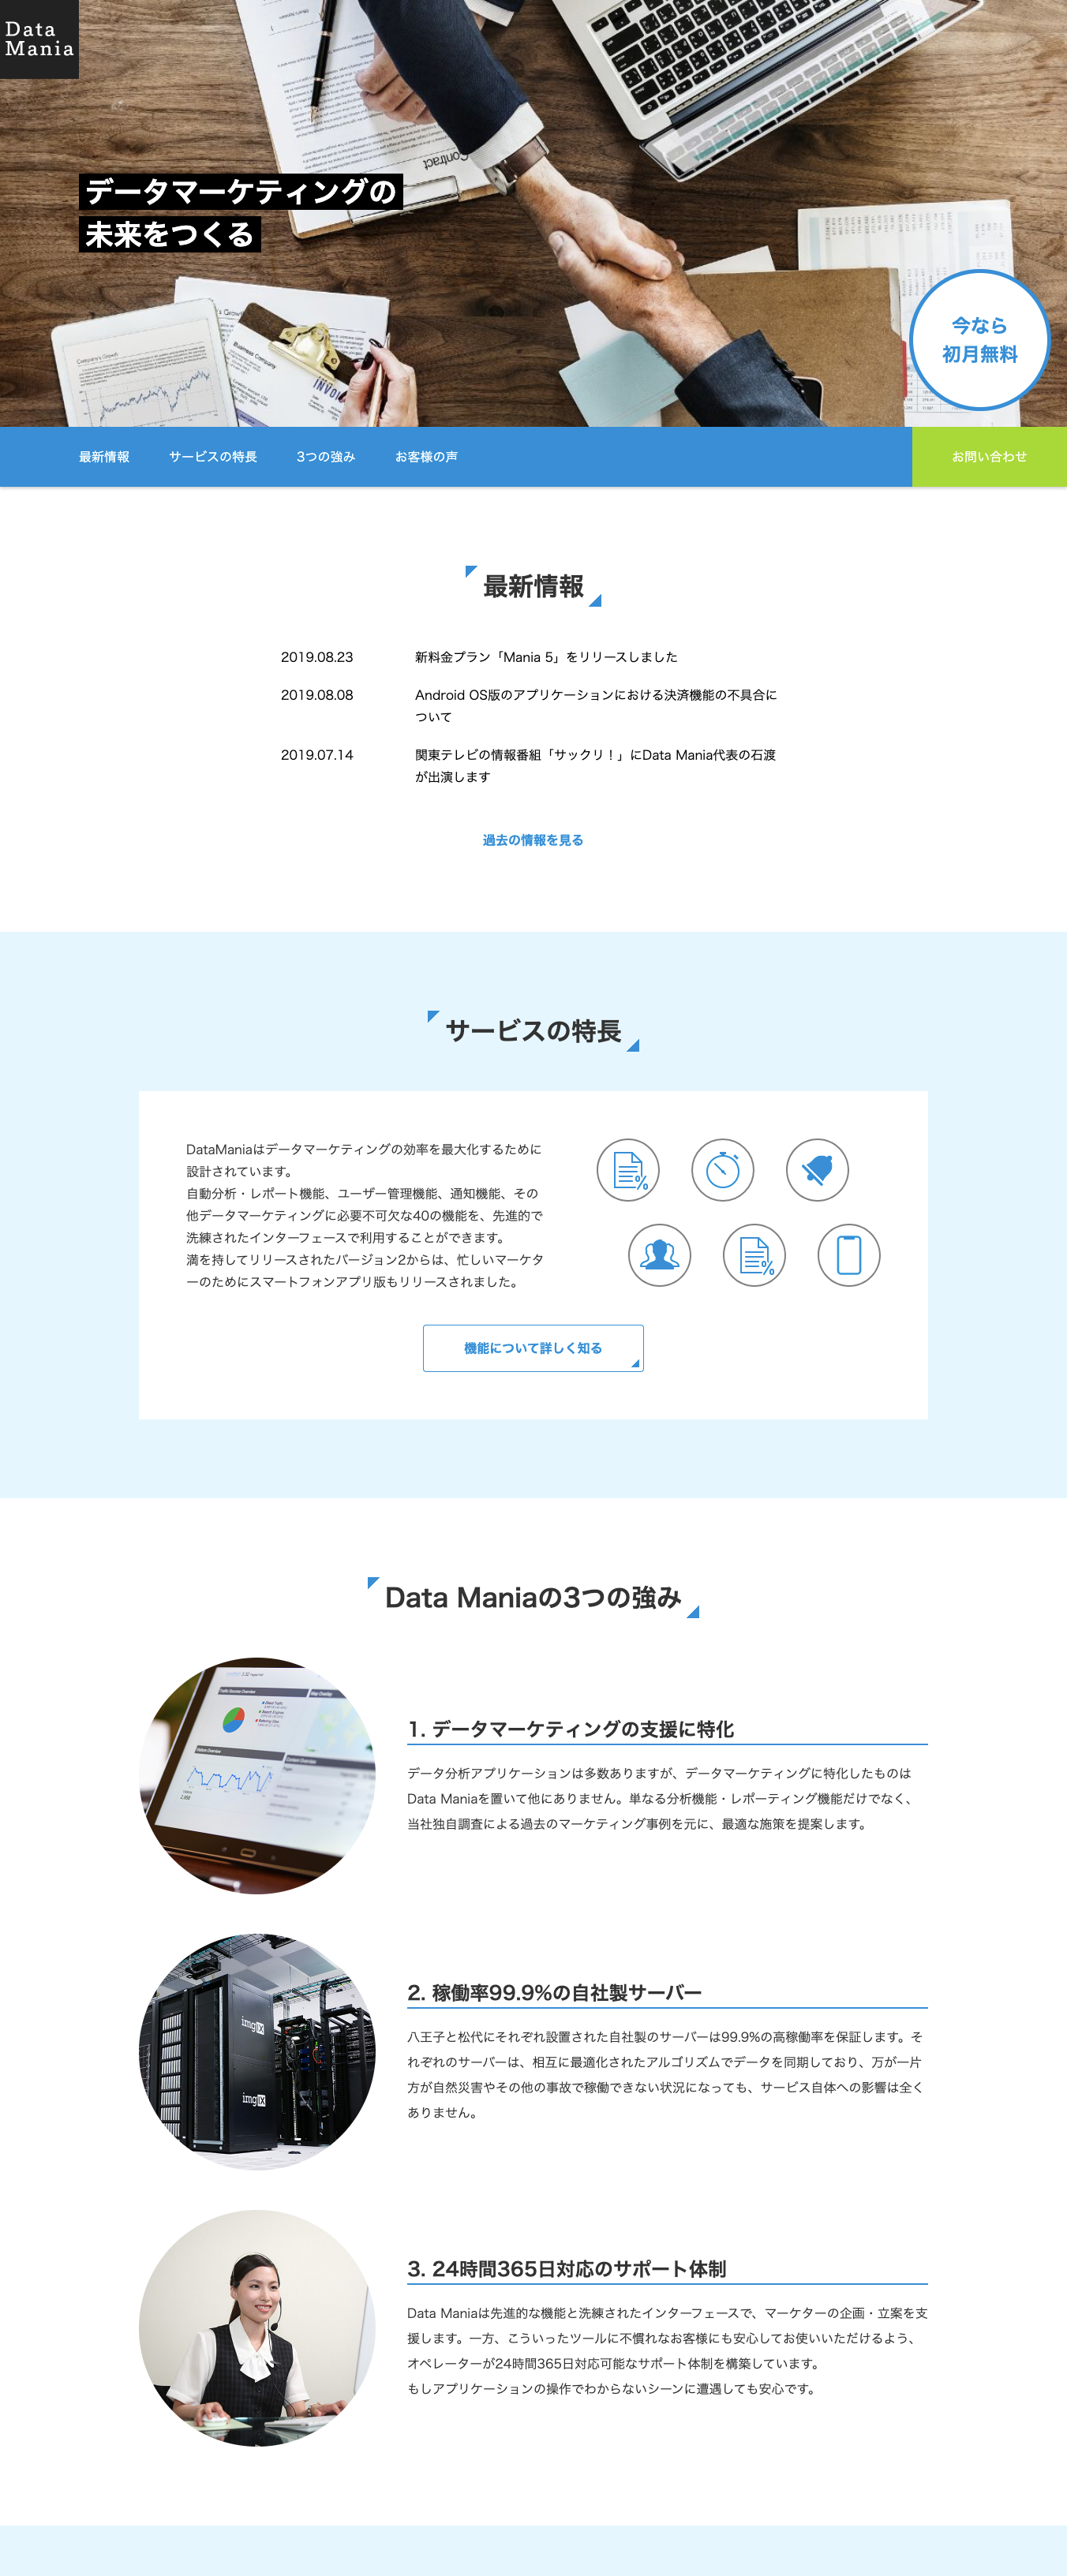 Data
Mania
Contract
データマーケティングの
未来をつくる
Company's Growth
Business
Company
INVOI
今なら
初月無料
最新情報
サービスの特長
3つの強み
お客様の声
お問い合わせ
最新情報
2019.08.23 新料金プラン「Mania 5」をリリースしました
2019.08.08 Android OS版のアプリケーションにおける決済機能の不具合に
ついて
2019.07.14 関東テレビの情報番組「サックリ！」にData Mania代表の石渡
が出演します
過去の情報を見る
サービスの特長
DataManiaはデータマーケティングの効率を最大化するために
設計されています。
自動分析・レポート機能、ユーザー管理機能、通知機能、その
他データマーケティングに必要不可欠な40の機能を、先進的で
洗練されたインターフェースで利用することができます。
満を持してリリースされたバージョン2からは、忙しいマーケタ
ーのためにスマートフォンアプリ版もリリースされました。
機能について詳しく知る
Data Maniaの3つの強み
1. データマーケティングの支援に特化
データ分析アプリケーションは多数ありますが、データマーケティングに特化したものは
Data Maniaを置いて他にありません。単なる分析機能・レポーティング機能だけでなく、
当社独自調査による過去のマーケティング事例を元に、最適な施策を提案します。
imgIX
imgIX
2. 稼働率99.9%の自社製サーバー
八王子と松代にそれぞれ設置された自社製のサーバーは99.9%の高稼働率を保証します。そ
れぞれのサーバーは、相互に最適化されたアルゴリズムでデータを同期しており、万が一片
方が自然災害やその他の事故で稼働できない状況になっても、サービス自体への影響は全く
ありません。
3. 24時間365日対応のサポート体制
Data Maniaは先進的な機能と洗練されたインターフェースで、マーケターの企画・立案を支
援します。一方、こういったツールに不慣れなお客様にも安心してお使いいただけるよう、
オペレーターが24時間365日対応可能なサポート体制を構築しています。
もしアプリケーションの操作でわからないシーンに遭遇しても安心です。